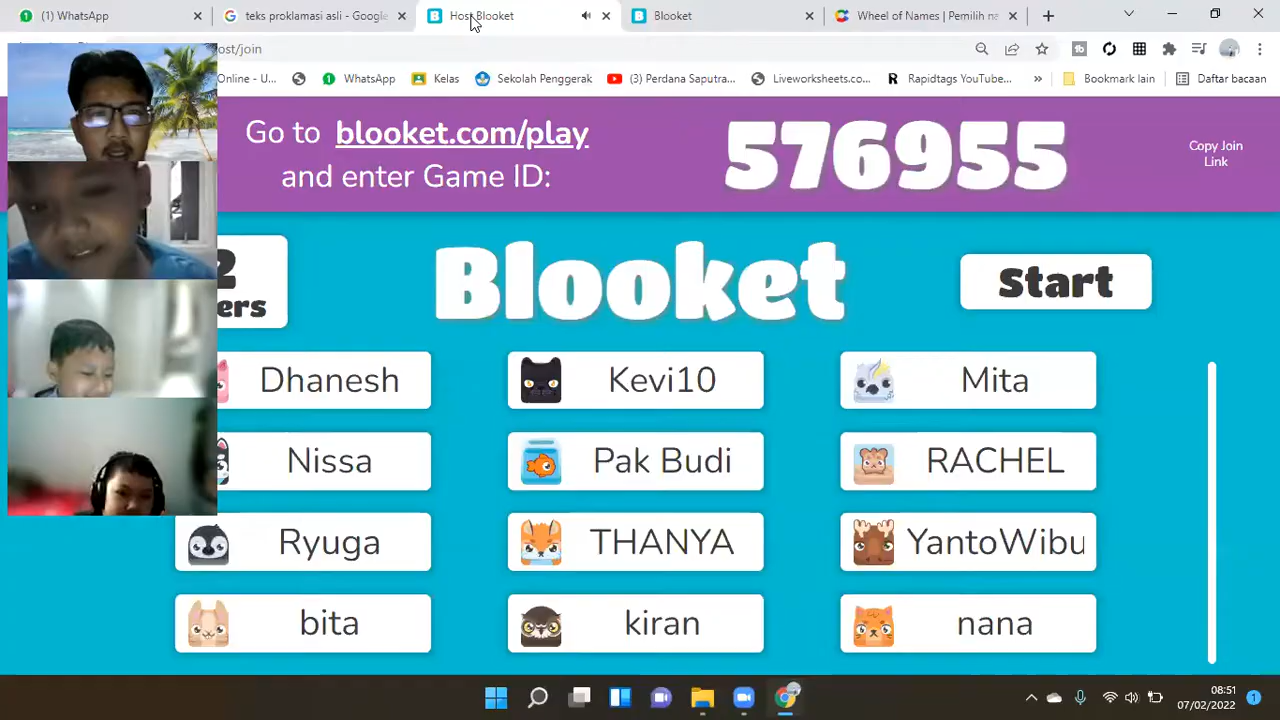 (1) WhatsApp
teks proklamasi asli - Google
Host Blooket
Blooket
Wheel of Names | Pemilih na
ost/join
Online - U...
WhatsApp
Kelas
Sekolah Penggerak
(3) Perdana Saputra...
Liveworksheets.co...
Rapidtags YouTube...
»
Bookmark lain
Daftar bacaan
Go to blooket.com/play
and enter Game ID:
576955
Copy Join
Link
2
ers
Blooket
Start
Dhanesh
Kevi10
Mita
Nissa
Pak Budi
RACHEL
Ryuga
THANYA
YantoWibu
bita
kiran
nana
08:51
07/02/2022
1